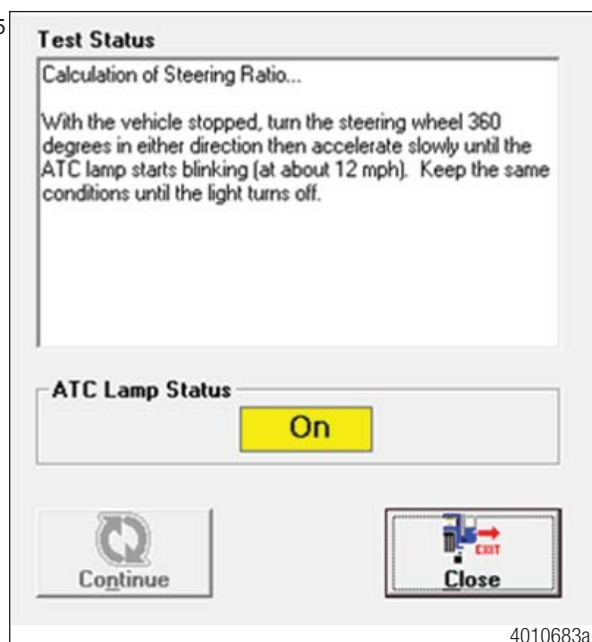 5
Test Status
Calculation of Steering Ratio...
With the vehicle stopped, turn the steering wheel 360
degrees in either direction then accelerate slowly until the
ATC lamp starts blinking (at about 12 mph). Keep the same
conditions until the light turns off.
ATC Lamp Status
On
Continue
EXIT
Close
4010683a